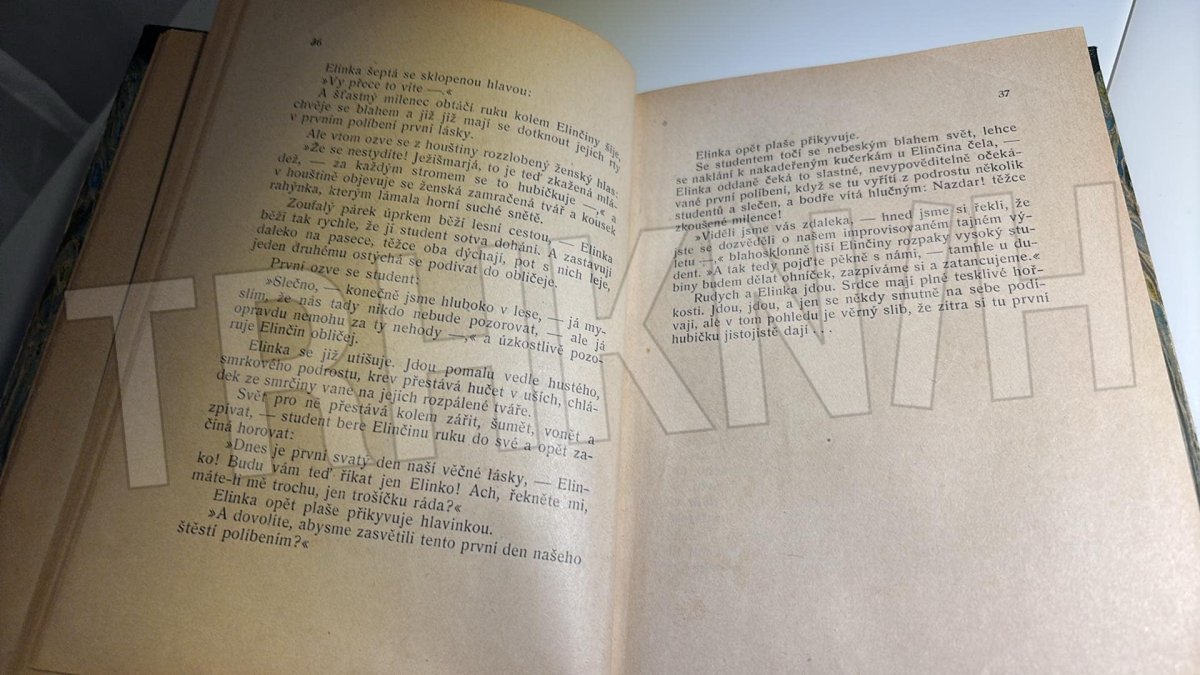 36
Elinka šeptá se sklopenou hlavou:
»Vy přece to víte —,«
A šťastný milenec obtáčí ruku kolem Elinčiny šíje,
chvěje se blahem a již již mají se dotknout jejich rty
v prvním políbení první lásky.
Ale vtom ozve se z houštiny rozzlobený ženský hlas:
»Že se nestydíte! Ježišmarjá, to je teď zkažená mlá-
dež, — za každým stromem se to hubičkuje —,« a
v houštině objevuje se ženská zamračená tvář a kousek
rahýnka, kterým lámala horní suché snětě.
Zoufalý párek úprkem běží lesní cestou, — Elinka
běží tak rychle, že jí student sotva dohání. A zastavují
daleko na pasece, těžce oba dýchají, pot s nich leje,
jeden druhému ostýchá se podívat do obličeje.
První ozve se student:
»Slečno, — konečně jsme hluboko v lese, — já my-
slím, že nás tady nikdo nebude pozorovat, — ale já
opravdu nemohu za ty nehody —,« a úzkostlivě pozo-
ruje Elinčin obličej.
Elinka se již utišuje. Jdou pomalu vedle hustého,
smrkového podrostu, krev přestává hučet v uších, chlá-
dek ze smrčiny vane na jejich rozpálené tváře.
Svět pro ně přestává kolem zářit, šumět, vonět a
zpívat, — student bere Elinčinu ruku do své a opět za-
číná horovat:
»Dnes je první svatý den naší věčné lásky, — Elin-
ko! Budu vám teď říkat jen Elinko! Ach, řekněte mi,
máte-li mě trochu, jen trošíčku ráda?«
Elinka opět plaše přikyvuje hlavinkou.
»A dovolíte, abysme zasvětili tento první den našeho
štěstí políbením?«
37
Elinka opět plaše přikyvuje.
Se studentem točí se nebeským blahem svět, lehce
se naklání k nakadeřeným kučerkám u Elinčina čela, —
Elinka oddaně čeká to slastné, nevypověditelně očeká-
vané první políbení, když se tu vyřítí z podrostu několik
studentů a slečen, a bodře vítá hlučným: Nazdar! těžce
zkoušené milence!
»Viděli jsme vás zdaleka, — hned jsme si řekli, že
jste se dozvěděli o našem improvisovaném tajném vý-
letu —,« blahosklonně tiší Elinčiny rozpaky vysoký stu-
dent. »A tak tedy pojďte pěkně s námi, — tamhle u du-
biny budem dělat ohníček, zazpíváme si a zatancujeme.«
Rudych a Elinka jdou. Srdce mají plné tesklivé hoř-
kosti. Jdou, jdou, a jen se někdy smutně na sebe podí-
vají, ale v tom pohledu je věrný slib, že zítra si tu první
hubičku jistojistě dají . . .
TRHKNIH